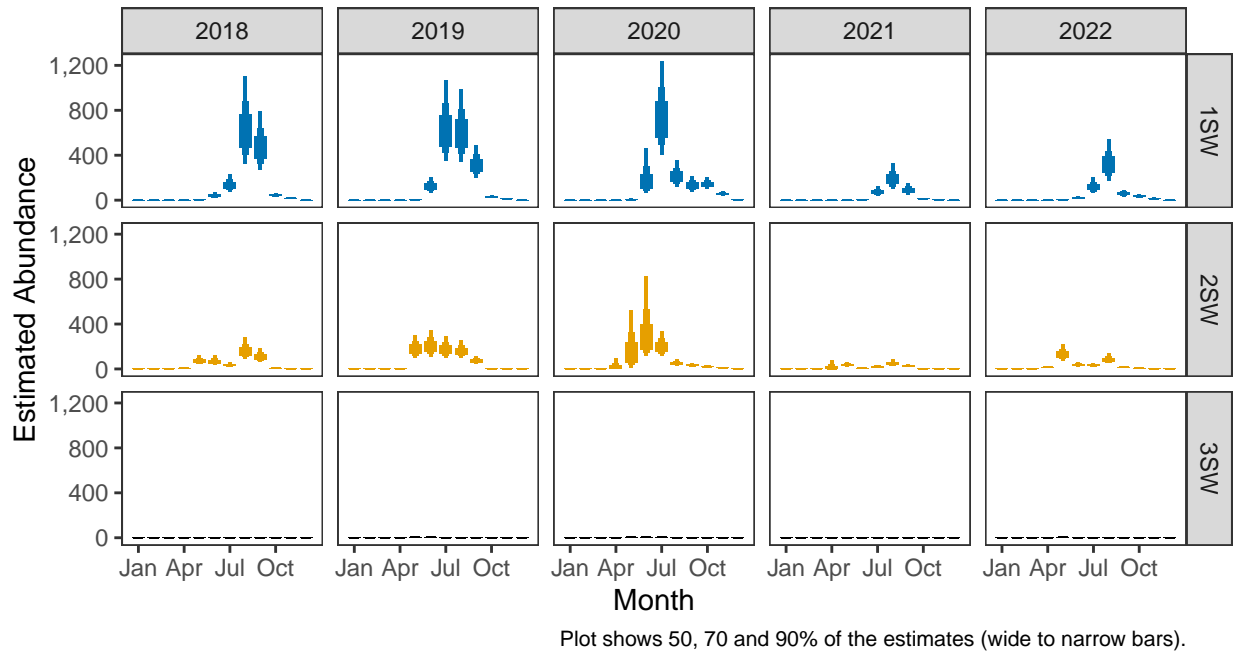 2018 2019 2020 2021 2022
1,200
800
400
0
1SW
1,200
800
400
0
2SW
1,200
800
400
0
3SW
Estimated Abundance
Jan Apr Jul Oct Jan Apr Jul Oct Jan Apr Jul Oct Jan Apr Jul Oct Jan Apr Jul Oct
Month
Plot shows 50, 70 and 90% of the estimates (wide to narrow bars).